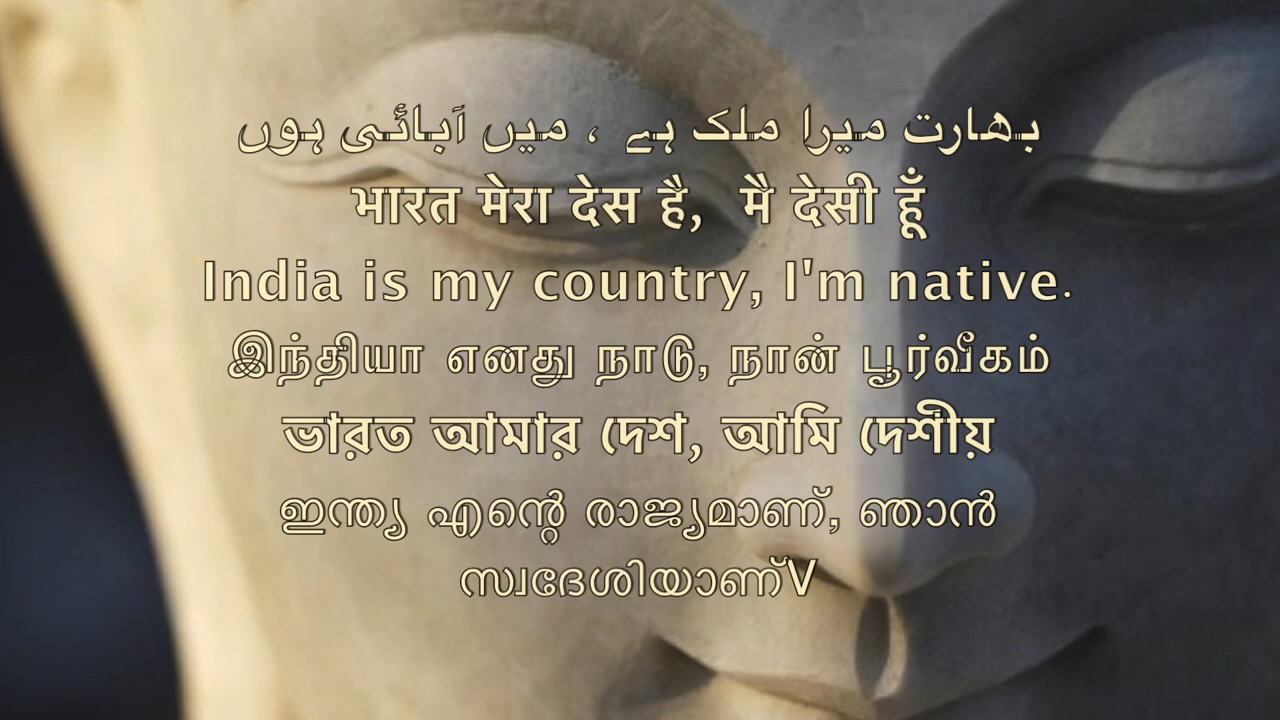 بھارت میرا ملک ہے ، میں آبائی ہوں
भारत मेरा देस है, मै देसी हूँ
India is my country, I'm native.
இந்தியா எனது நாடு, நான் பூர்வீகம்
ভারত আমার দেশ, আমি দেশীয়
ഇന്ത്യ എന്റെ രാജ്യമാണ്, ഞാൻ
സ്വദേശിയാണ്V